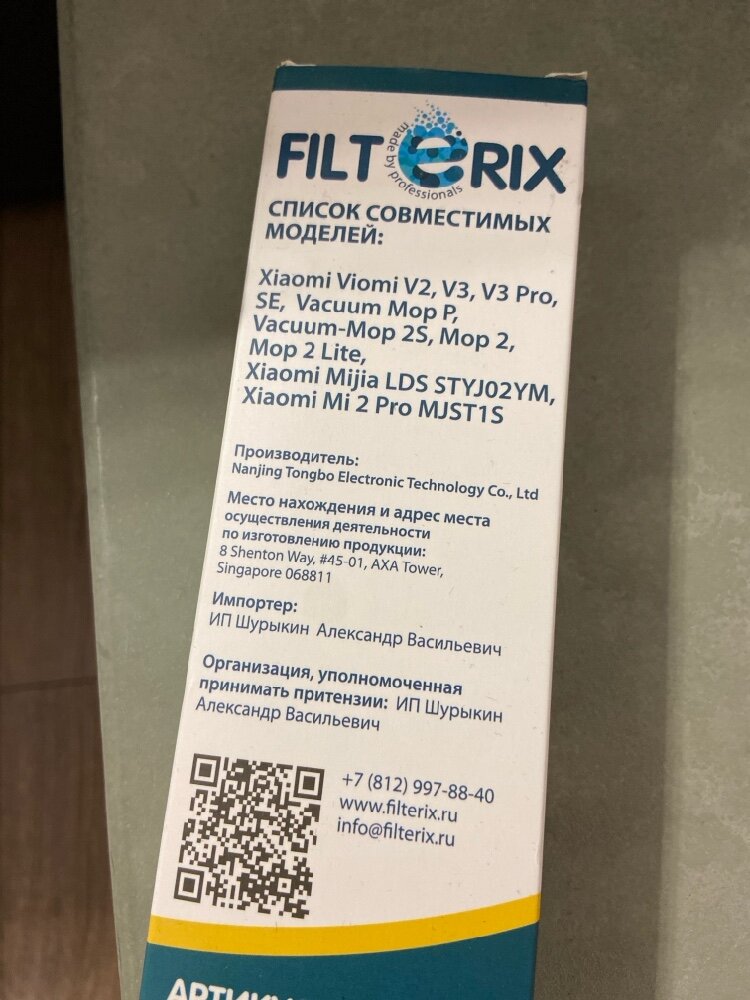 FILTERIX
made by professionals
СПИСОК СОВМЕСТИМЫХ
МОДЕЛЕЙ:
Xiaomi Viomi V2, V3, V3 Pro,
SE, Vacuum Mop P,
Vacuum-Mop 2S, Mop 2,
Mop 2 Lite,
Xiaomi Mijia LDS STYJ02YM,
Xiaomi Mi 2 Pro MJST1S
Производитель:
Nanjing Tongbo Electronic Technology Co., Ltd
Место нахождения и адрес места
осуществления деятельности
по изготовлению продукции:
8 Shenton Way, #45-01, AXA Tower,
Singapore 068811
Импортер:
ИП Шурыкин Александр Васильевич
Организация, уполномоченная
принимать притензии: ИП Шурыкин
Александр Васильевич
+7 (812) 997-88-40
www.filterix.ru
info@filterix.ru